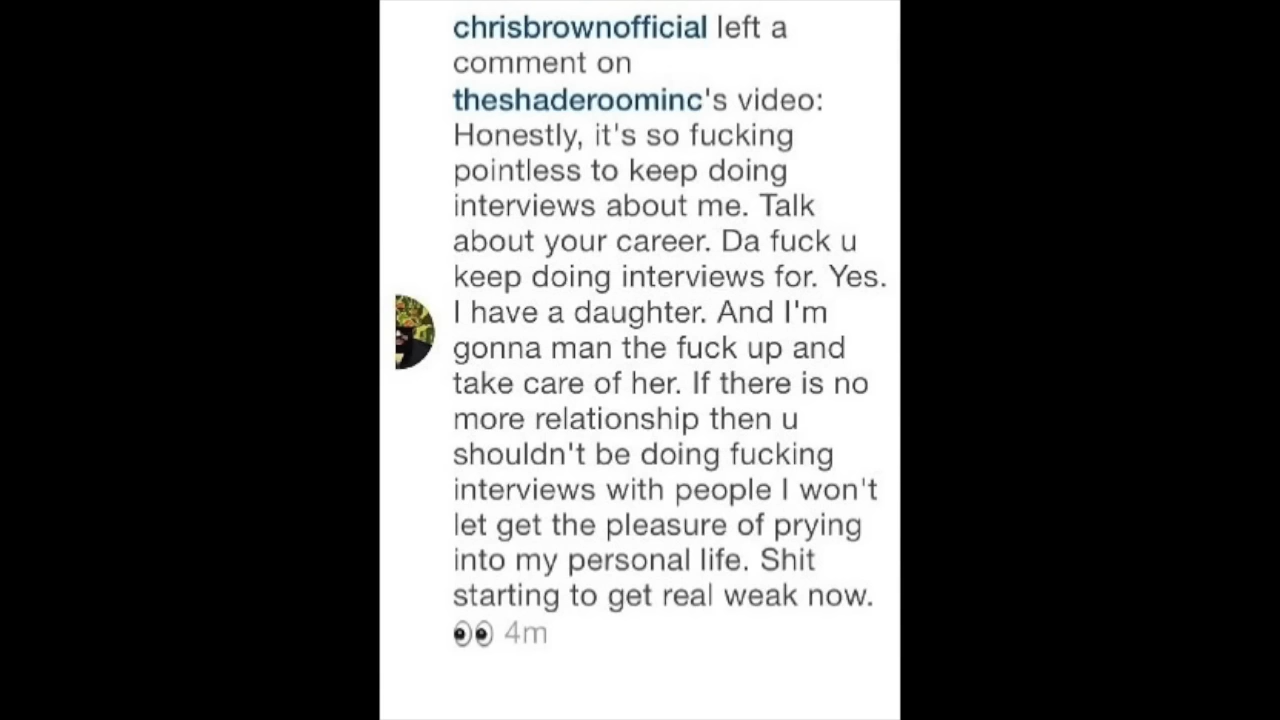 chrisbrownofficial left a
comment on
theshaderoominc's video:
Honestly, it's so fucking
pointless to keep doing
interviews about me. Talk
about your career. Da fuck u
keep doing interviews for. Yes.
I have a daughter. And I'm
gonna man the fuck up and
take care of her. If there is no
more relationship then u
shouldn't be doing fucking
interviews with people I won't
let get the pleasure of prying
into my personal life. Shit
starting to get real weak now.
👀 4m